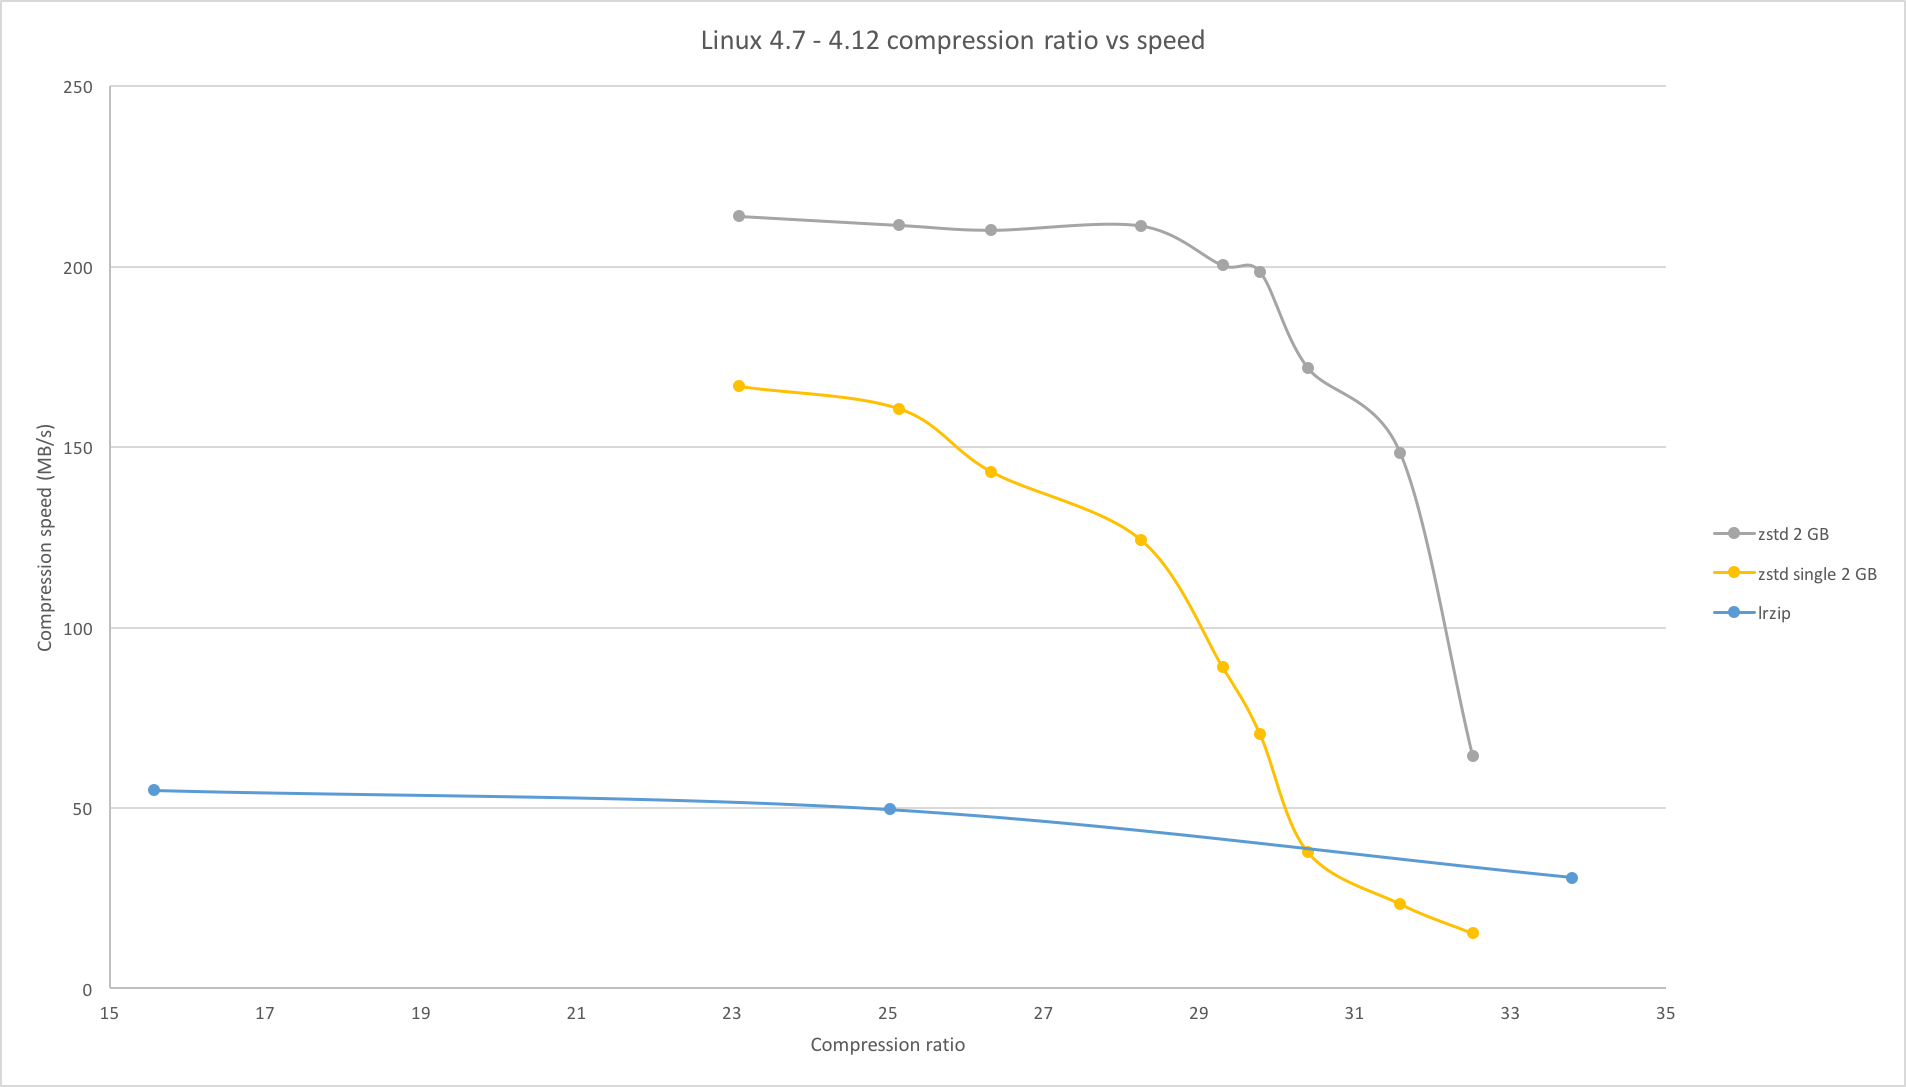 Linux 4.7 - 4.12 compression ratio vs speed
250
200
150
100
50
0
Compression speed (MB/s)
15 17 19 21 23 25 27 29 31 33 35
Compression ratio
zstd 2 GB
zstd single 2 GB
lrzip